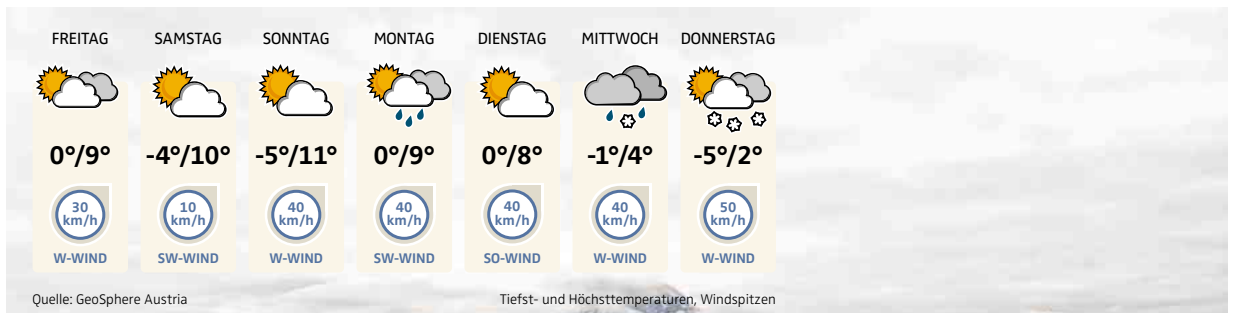 FREITAG SAMSTAG SONNTAG MONTAG DIENSTAG MITTWOCH DONNERSTAG
0°/9° -4°/10° -5°/11° 0°/9° 0°/8° -1°/4° -5°/2°
30 10 40 40 40 40 50
km/h km/h km/h km/h km/h km/h km/h
W-WIND SW-WIND W-WIND SW-WIND SO-WIND W-WIND W-WIND
Quelle: GeoSphere Austria Tiefst- und Höchsttemperaturen, Windspitzen